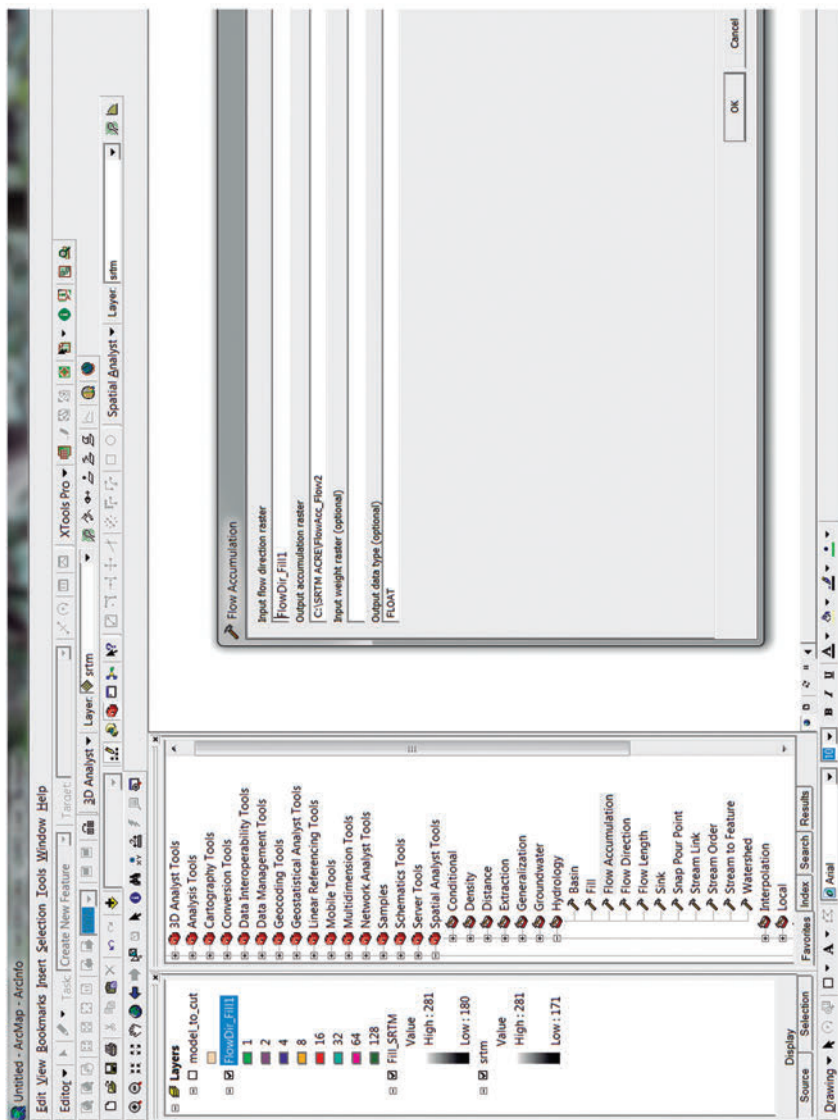 Untitled - ArcMap - ArcInfo
Edit View Bookmarks Insert Selection Tools Window Help
Editor Task: Create New Feature Target:
XTools Pro
3D Analyst Layer: srtm
Spatial Analyst Layer: srtm
Layers
model_to_cut
FlowDir_Fill1
1
2
4
8
16
32
64
128
Fill_SRTM
Value
High : 281
Low : 180
srtm
Value
High : 281
Low : 171
Display
Source Selection
3D Analyst Tools
Analysis Tools
Cartography Tools
Conversion Tools
Data Interoperability Tools
Data Management Tools
Geocoding Tools
Geostatistical Analyst Tools
Linear Referencing Tools
Mobile Tools
Multidimension Tools
Network Analyst Tools
Samples
Schematics Tools
Server Tools
Spatial Analyst Tools
Conditional
Density
Distance
Extraction
Generalization
Groundwater
Hydrology
Basin
Fill
Flow Accumulation
Flow Direction
Flow Length
Sink
Snap Pour Point
Stream Link
Stream Order
Stream to Feature
Watershed
Interpolation
Local
Favorites Index Search Results
Flow Accumulation
Input flow direction raster
FlowDir_Fill1
Output accumulation raster
C:\SRTM ACRE\FlowAcc_Flow2
Input weight raster (optional)
Output data type (optional)
FLOAT
OK Cancel
Drawing A Arial 10 B I U A